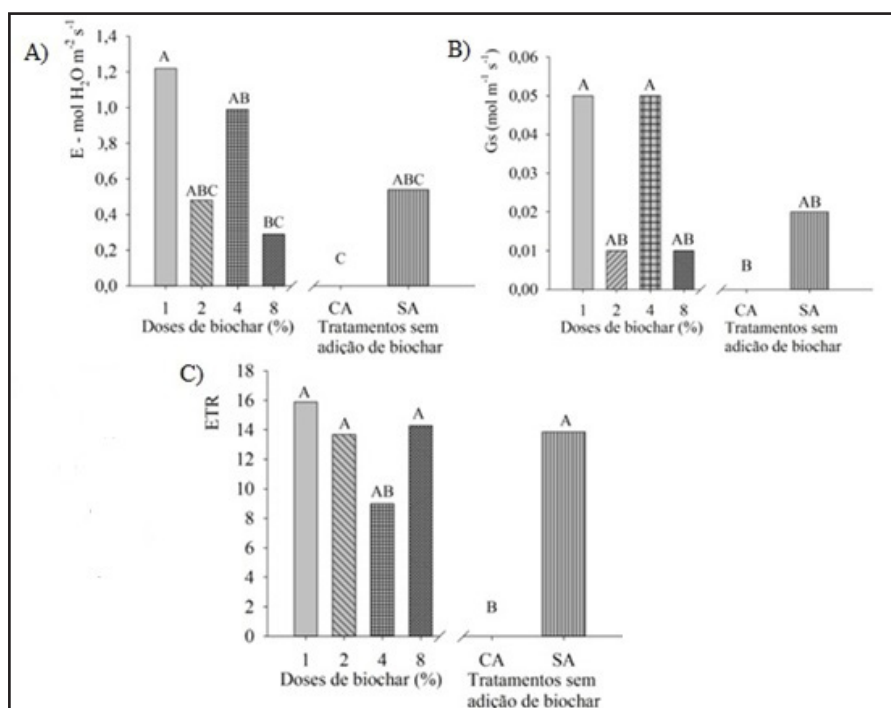 A)
E - mol H₂O m⁻² s⁻¹
1,4
1,2
1,0
0,8
0,6
0,4
0,2
0,0
A
ABC
AB
BC
C
ABC
1 2 4 8 CA SA
Doses de biochar (%) Tratamentos sem
adição de biochar
B)
Gs (mol m⁻¹ s⁻¹)
0,06
0,05
0,04
0,03
0,02
0,01
0,00
A
AB
A
AB
B
AB
1 2 4 8 CA SA
Doses de biochar (%) Tratamentos sem
adição de biochar
C)
ETR
18
16
14
12
10
8
6
4
2
0
A
A
AB
A
B
A
1 2 4 8 CA SA
Doses de biochar (%) Tratamentos sem
adição de biochar